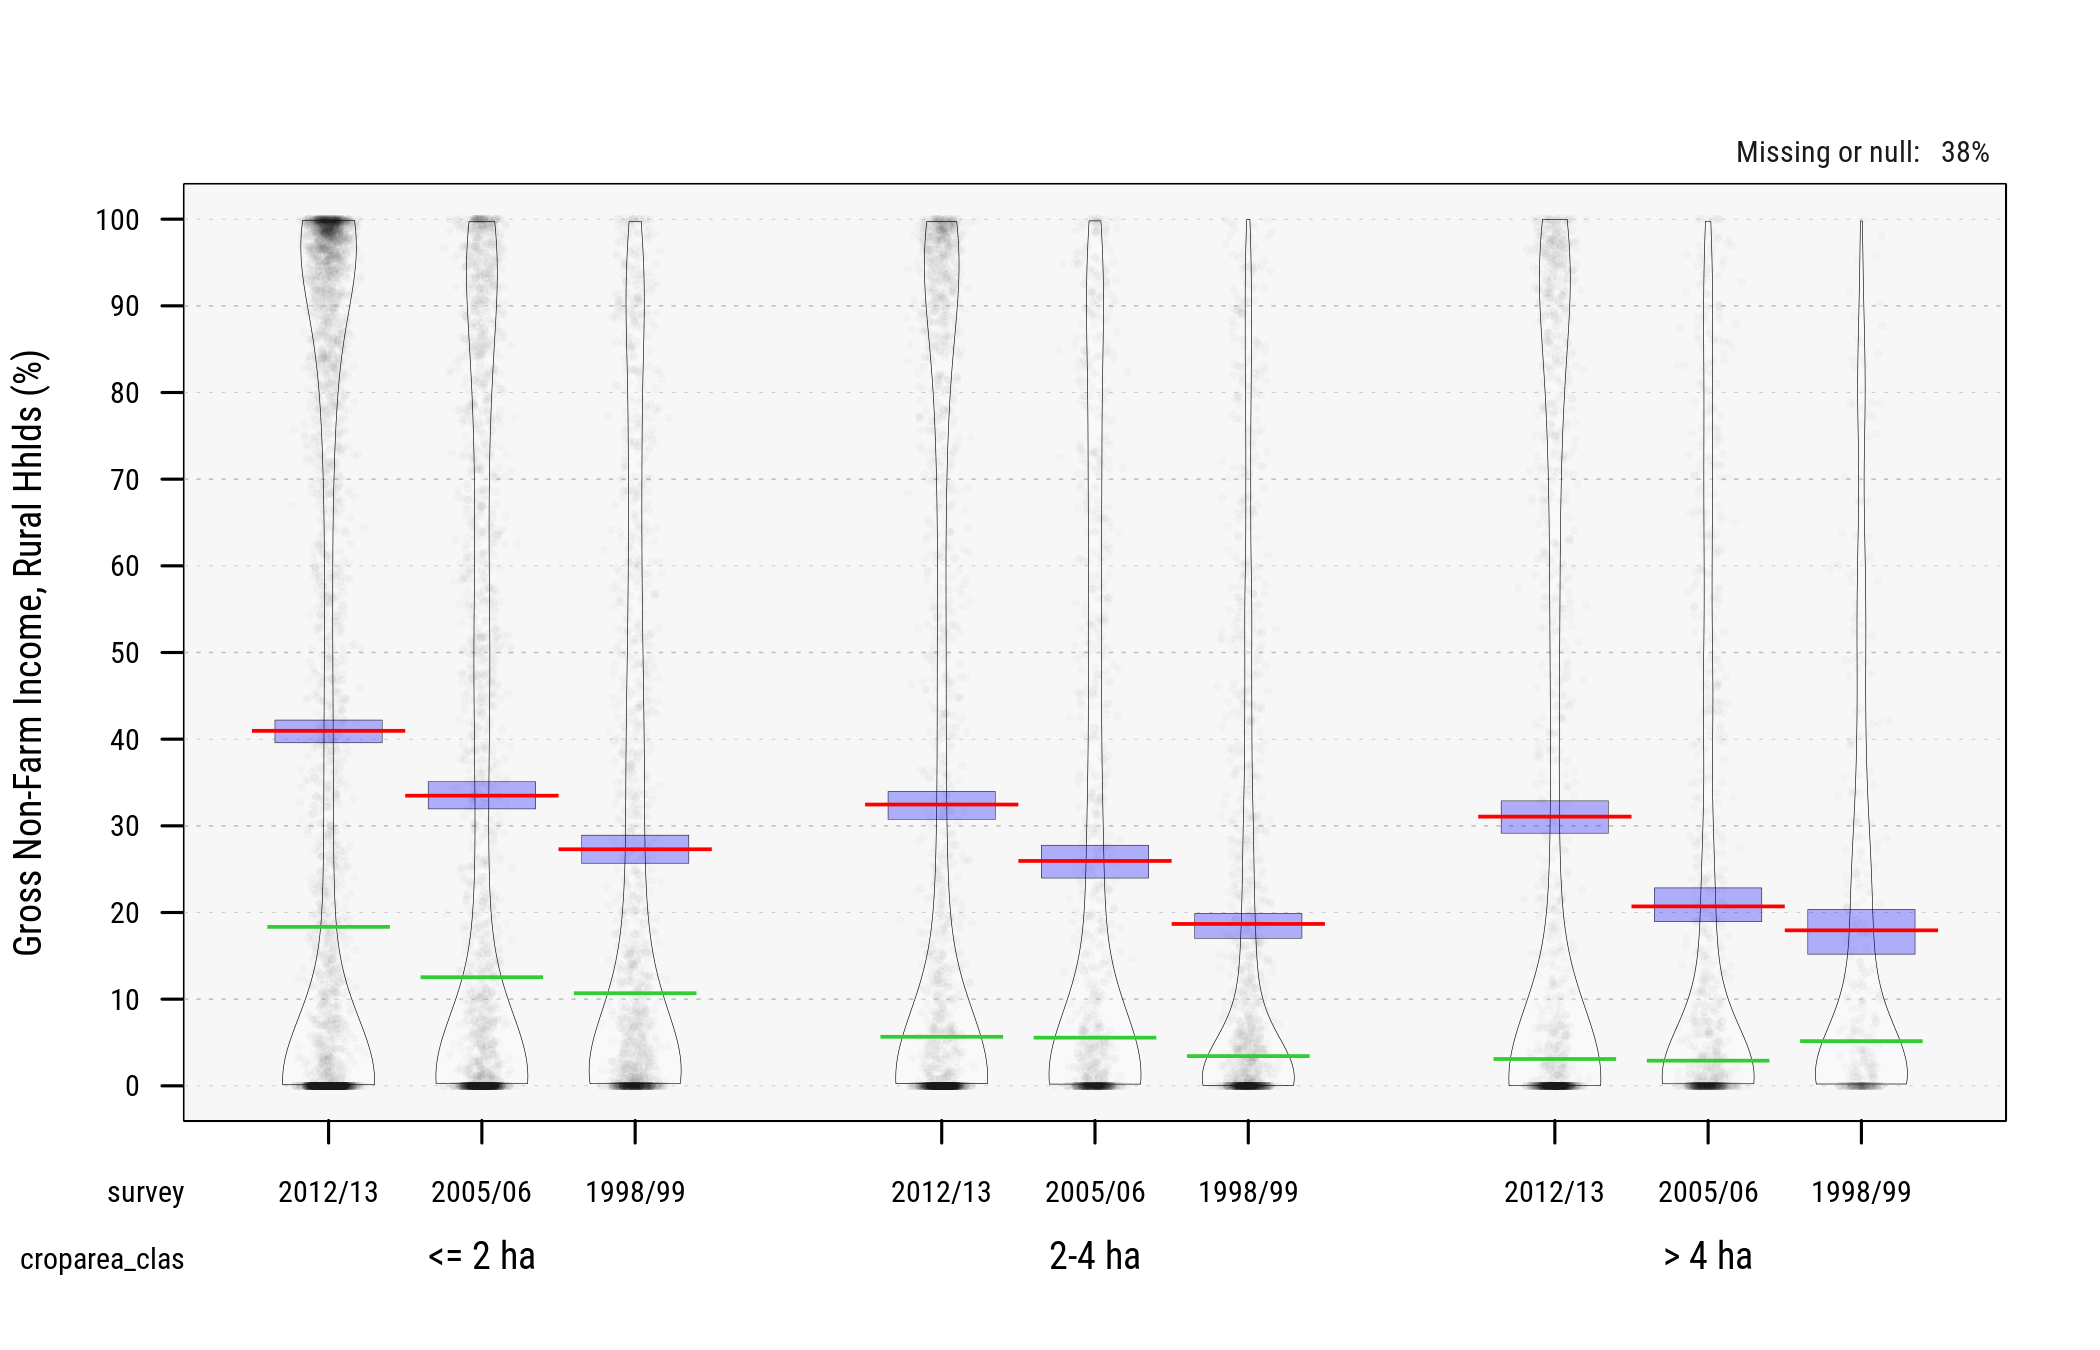 Missing or null: 38%
Gross Non-Farm Income, Rural Hhlds (%)
100
90
80
70
60
50
40
30
20
10
0
survey 2012/13 2005/06 1998/99 2012/13 2005/06 1998/99 2012/13 2005/06 1998/99
croparea_clas <= 2 ha 2-4 ha > 4 ha